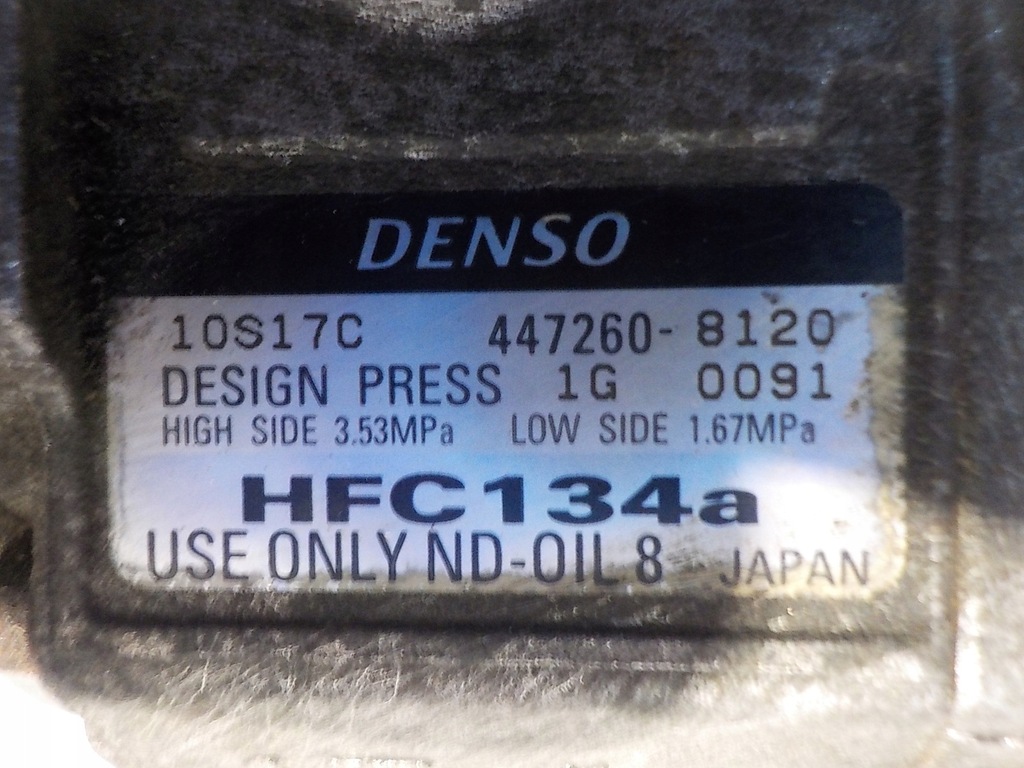 DENSO
10S17C 447260-8120
DESIGN PRESS 1G 0091
HIGH SIDE 3.53MPa LOW SIDE 1.67MPa
HFC134a
USE ONLY ND-OIL 8 JAPAN